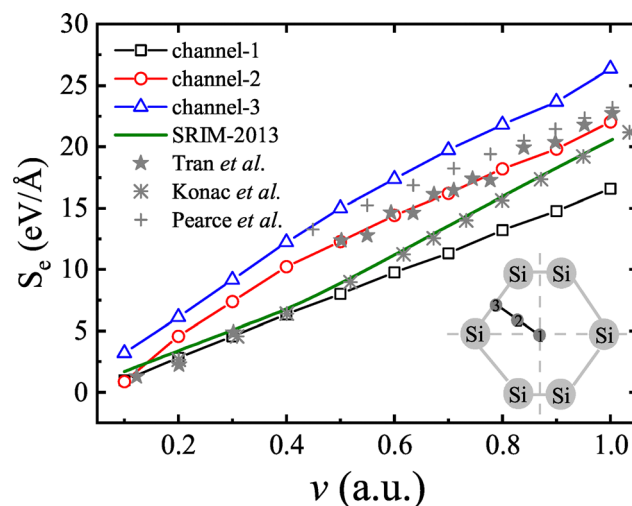 30
25
20
15
10
5
0
S_e (eV/Å)
channel-1
channel-2
channel-3
SRIM-2013
Tran et al.
Konac et al.
Pearce et al.
Si Si
3
2
Si 1 Si
Si Si
0.2 0.4 0.6 0.8 1.0
v (a.u.)